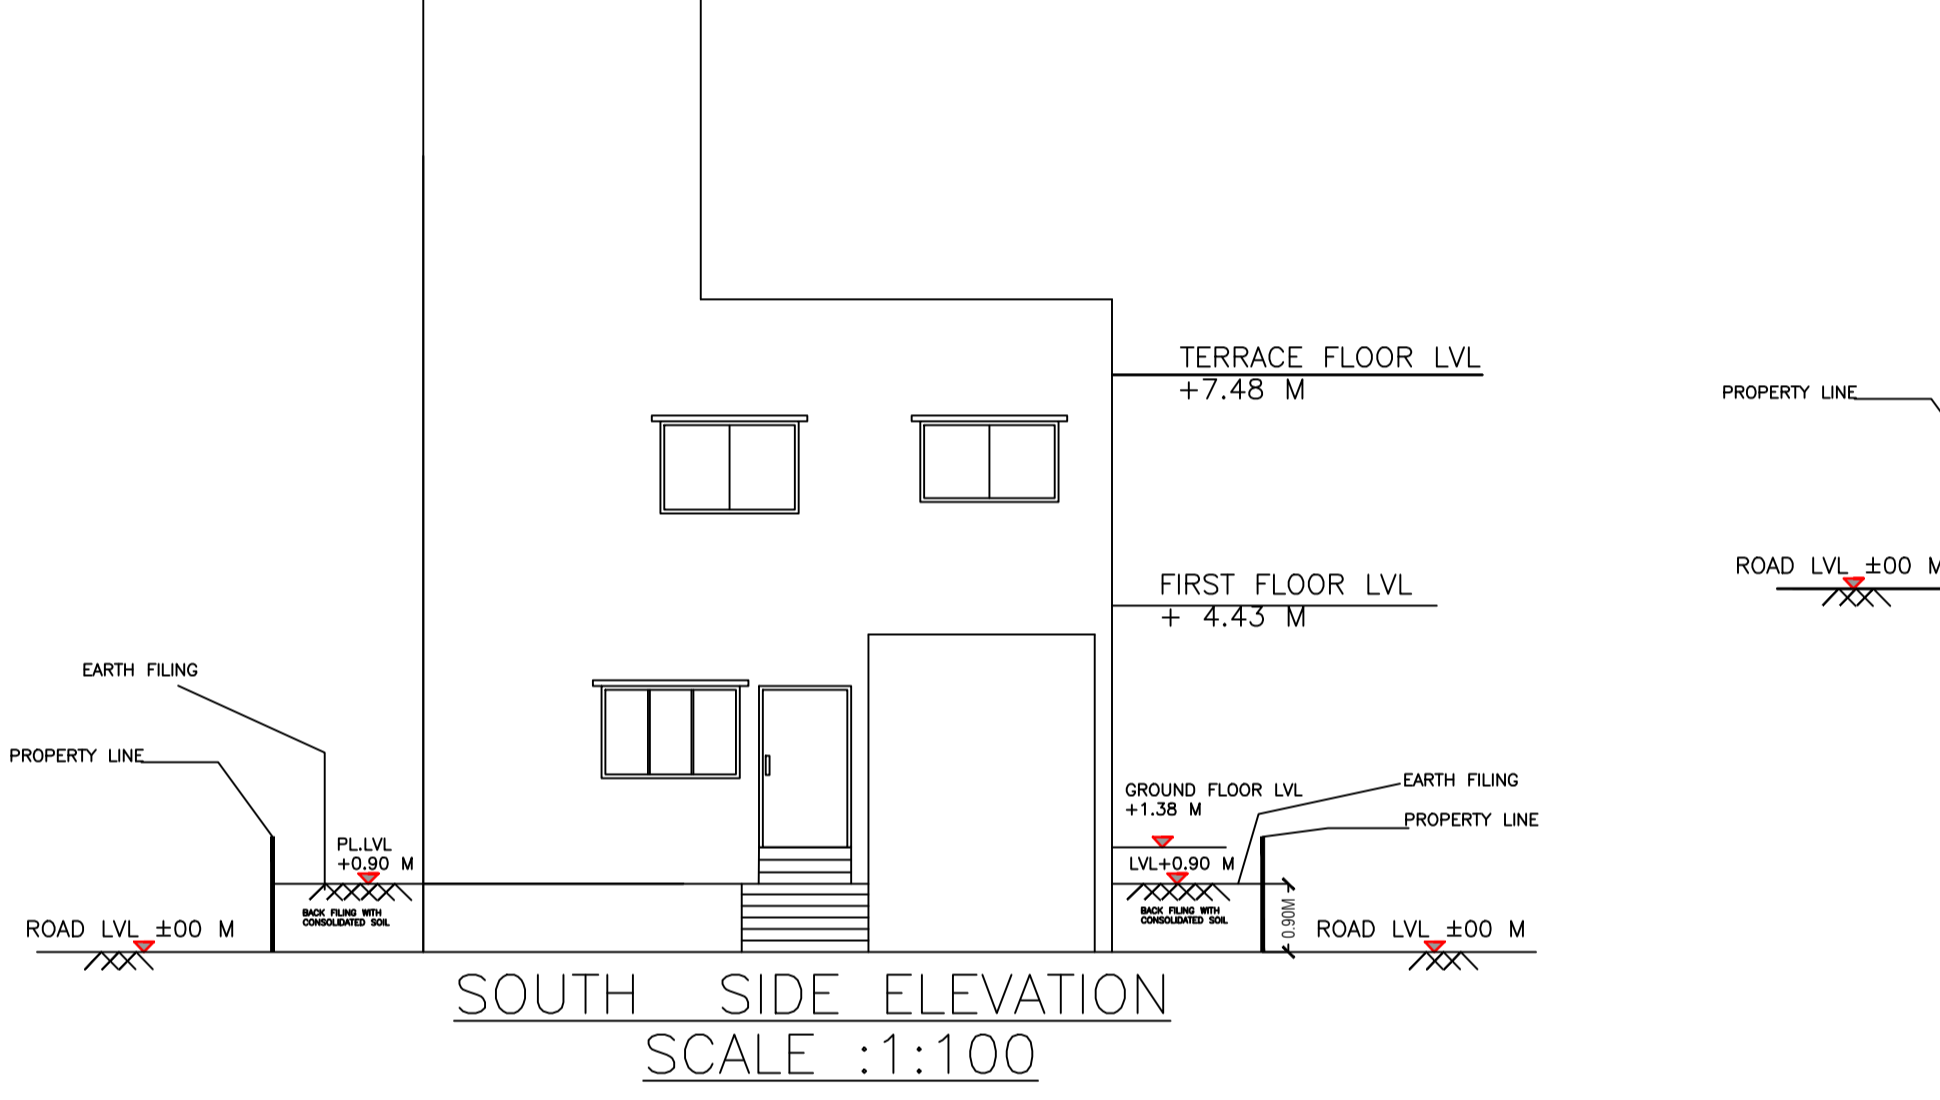 TERRACE FLOOR LVL
+7.48 M
PROPERTY LINE
FIRST FLOOR LVL
+ 4.43 M
ROAD LVL ±00 M
EARTH FILING
PROPERTY LINE
GROUND FLOOR LVL
+1.38 M
EARTH FILING
PROPERTY LINE
PL.LVL
+0.90 M
LVL+0.90 M
BACK FILING WITH
CONSOLIDATED SOIL
BACK FILING WITH
CONSOLIDATED SOIL
0.90M
ROAD LVL ±00 M
ROAD LVL ±00 M
SOUTH SIDE ELEVATION
SCALE :1:100